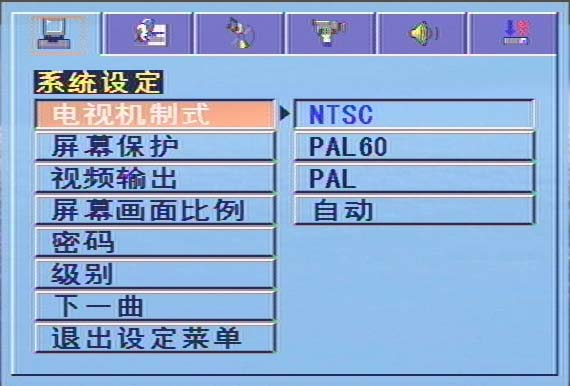 系统设定
电视机制式
NTSC
屏幕保护
PAL60
视频输出
PAL
屏幕画面比例
自动
密码
级别
下一曲
退出设定菜单